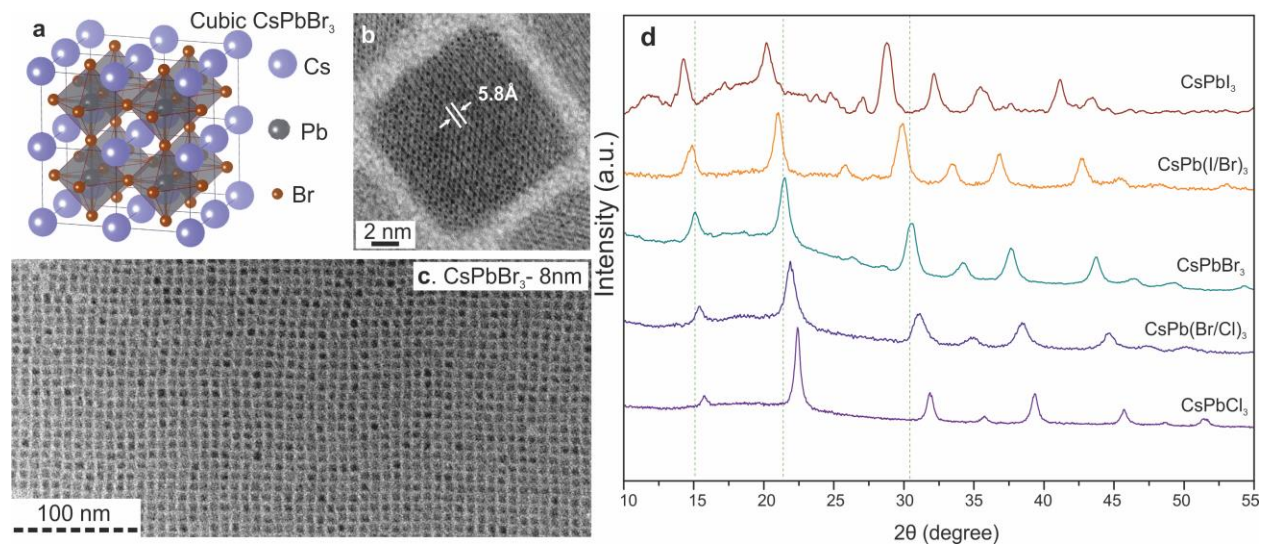 a
Cubic CsPbBr₃
Cs
Pb
Br
b
5.8Å
2 nm
c. CsPbBr₃- 8nm
100 nm
d
CsPbI₃
CsPb(I/Br)₃
CsPbBr₃
CsPb(Br/Cl)₃
CsPbCl₃
Intensity (a.u.)
10 15 20 25 30 35 40 45 50 55
2θ (degree)